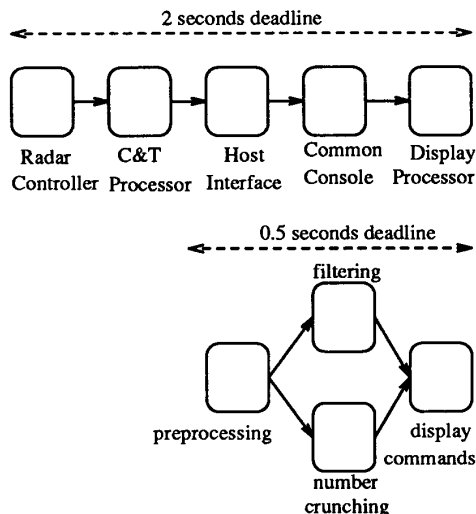 2 seconds deadline
Radar Controller
C&T Processor
Host Interface
Common Console
Display Processor
0.5 seconds deadline
filtering
preprocessing
number crunching
display commands